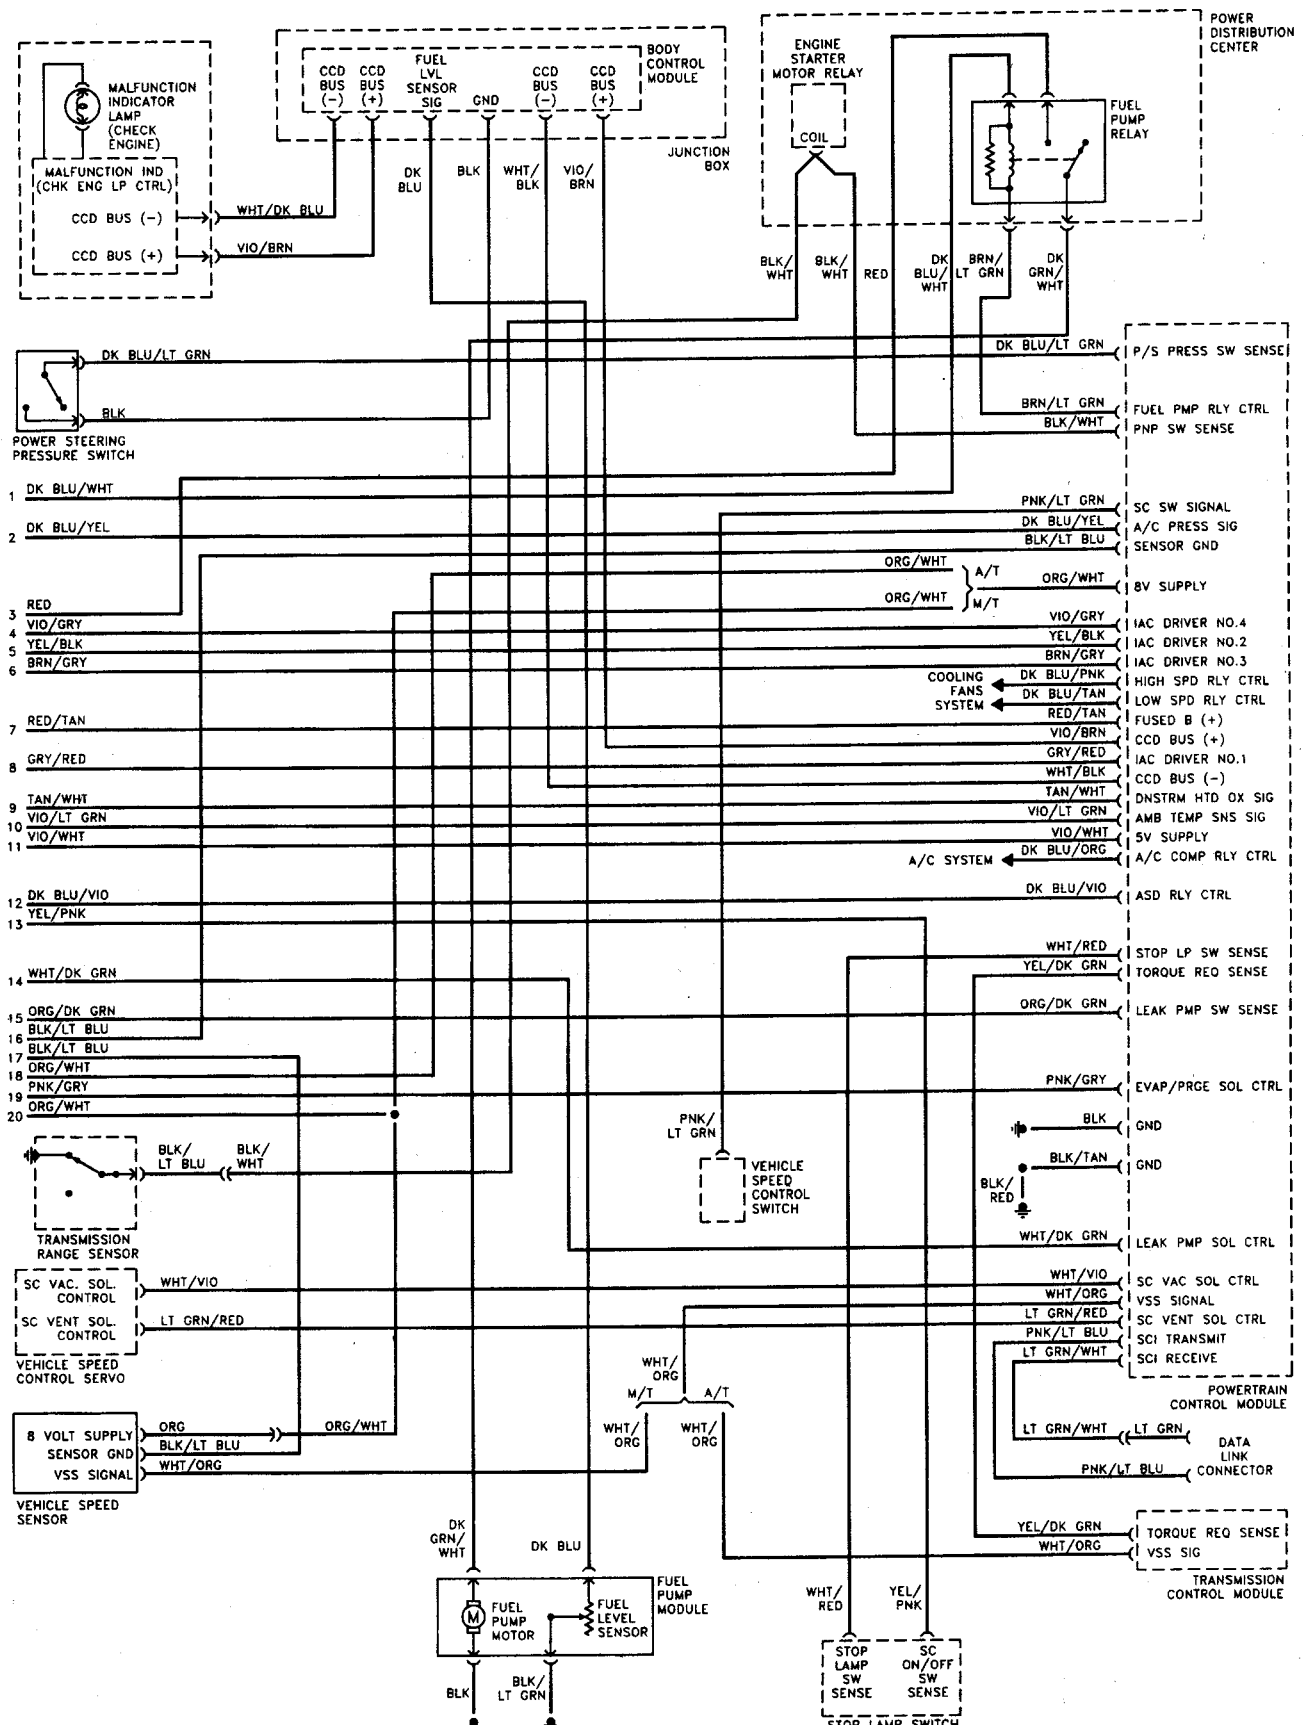 POWER
DISTRIBUTION
CENTER
ENGINE
STARTER
MOTOR RELAY
COIL
FUEL
PUMP
RELAY
BODY
CONTROL
MODULE
CCD
BUS
(-)
CCD
BUS
(+)
FUEL
LVL
SENSOR
SIG
GND
CCD
BUS
(-)
CCD
BUS
(+)
JUNCTION
BOX
MALFUNCTION
INDICATOR
LAMP
(CHECK
ENGINE)
MALFUNCTION IND
(CHK ENG LP CTRL)
CCD BUS (-)
CCD BUS (+)
WHT/DK BLU
VIO/BRN
DK
BLU
BLK
WHT/
BLK
VIO/
BRN
BLK/
WHT
BLK/
WHT
RED
DK
BLU/
WHT
BRN/
LT GRN
DK
GRN/
WHT
DK BLU/LT GRN
BLK
POWER STEERING
PRESSURE SWITCH
DK BLU/LT GRN
P/S PRESS SW SENSE
BRN/LT GRN
FUEL PMP RLY CTRL
BLK/WHT
PNP SW SENSE
1 DK BLU/WHT
2 DK BLU/YEL
3 RED
4 VIO/GRY
5 YEL/BLK
6 BRN/GRY
7 RED/TAN
8 GRY/RED
9 TAN/WHT
10 VIO/LT GRN
11 VIO/WHT
12 DK BLU/VIO
13 YEL/PNK
14 WHT/DK GRN
15 ORG/DK GRN
16 BLK/LT BLU
17 BLK/LT BLU
18 ORG/WHT
19 PNK/GRY
20 ORG/WHT
PNK/LT GRN SC SW SIGNAL
DK BLU/YEL A/C PRESS SIG
BLK/LT BLU SENSOR GND
ORG/WHT A/T
ORG/WHT M/T
ORG/WHT 8V SUPPLY
VIO/GRY IAC DRIVER NO.4
YEL/BLK IAC DRIVER NO.2
BRN/GRY IAC DRIVER NO.3
COOLING
FANS
SYSTEM
DK BLU/PNK HIGH SPD RLY CTRL
DK BLU/TAN LOW SPD RLY CTRL
RED/TAN FUSED B (+)
VIO/BRN CCD BUS (+)
GRY/RED IAC DRIVER NO.1
WHT/BLK CCD BUS (-)
TAN/WHT DNSTRM HTD OX SIG
VIO/LT GRN AMB TEMP SNS SIG
VIO/WHT 5V SUPPLY
A/C SYSTEM DK BLU/ORG A/C COMP RLY CTRL
DK BLU/VIO ASD RLY CTRL
WHT/RED STOP LP SW SENSE
YEL/DK GRN TORQUE REQ SENSE
ORG/DK GRN LEAK PMP SW SENSE
PNK/GRY EVAP/PRGE SOL CTRL
BLK GND
BLK/TAN GND
BLK/
RED
WHT/DK GRN LEAK PMP SOL CTRL
WHT/VIO SC VAC SOL CTRL
WHT/ORG VSS SIGNAL
LT GRN/RED SC VENT SOL CTRL
PNK/LT BLU SCI TRANSMIT
LT GRN/WHT SCI RECEIVE
POWERTRAIN
CONTROL MODULE
PNK/
LT GRN
VEHICLE
SPEED
CONTROL
SWITCH
BLK/
LT BLU
BLK/
WHT
TRANSMISSION
RANGE SENSOR
SC VAC. SOL.
CONTROL
WHT/VIO
SC VENT SOL.
CONTROL
LT GRN/RED
VEHICLE SPEED
CONTROL SERVO
WHT/
ORG
M/T A/T
WHT/
ORG
WHT/
ORG
8 VOLT SUPPLY ORG ORG/WHT
SENSOR GND BLK/LT BLU
VSS SIGNAL WHT/ORG
VEHICLE SPEED
SENSOR
LT GRN/WHT LT GRN
PNK/LT BLU
DATA
LINK
CONNECTOR
YEL/DK GRN TORQUE REQ SENSE
WHT/ORG VSS SIG
TRANSMISSION
CONTROL MODULE
DK
GRN/
WHT
DK BLU
FUEL
PUMP
MODULE
M
FUEL
PUMP
MOTOR
FUEL
LEVEL
SENSOR
BLK
BLK/
LT GRN
WHT/
RED
YEL/
PNK
STOP
LAMP
SW
SENSE
SC
ON/OFF
SW
SENSE
STOP LAMP SWITCH